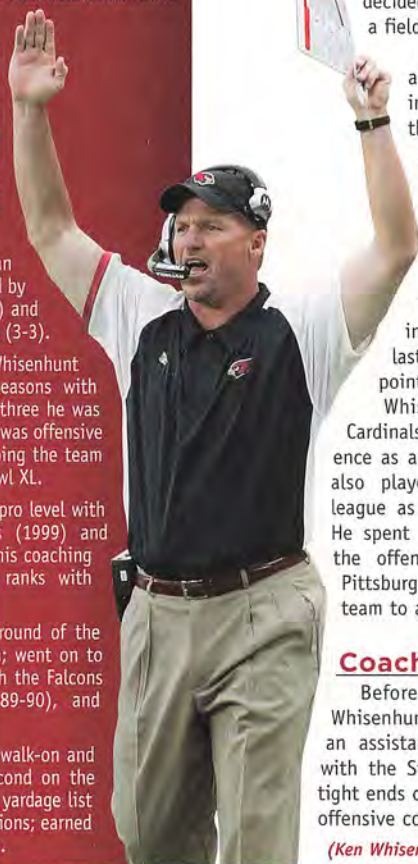 decided
a field
a
in
th
an
d by
) and
(3-3).
Whisenhunt
easons with
three he was
was offensive
ping the team
wl XL.
pro level with
s (1999) and
his coaching
ranks with
round of the
n; went on to
h the Falcons
89-90), and
walk-on and
cond on the
yardage list
ions; earned
in
last
point
Whis
Cardinals
ence as a
also playe
league as
He spent
the offen
Pittsburg
team to a
Coach
Before
Whisenhun
an assista
with the S
tight ends c
offensive co
(Ken Whisen